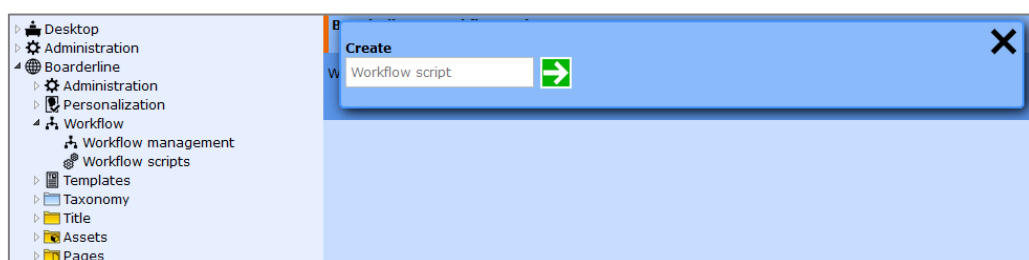 Desktop
Administration
Boarderline
Administration
Personalization
Workflow
Workflow management
Workflow scripts
Templates
Taxonomy
Title
Assets
Pages
Create
Workflow script